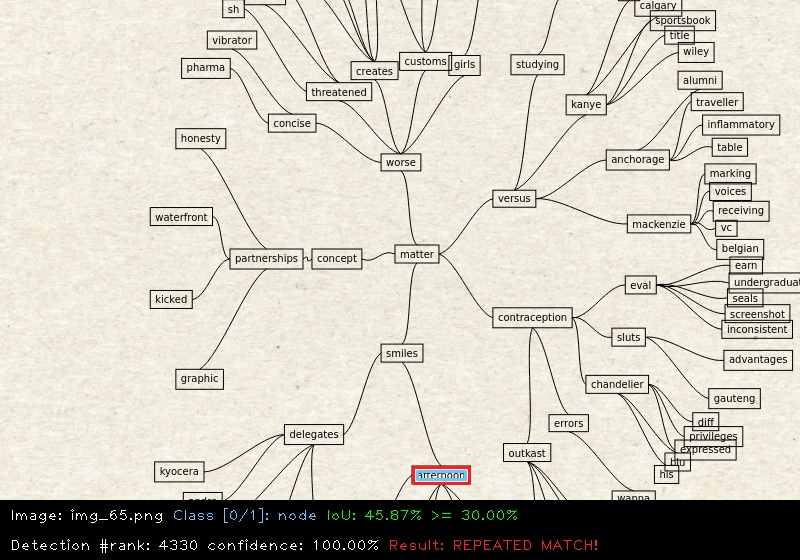 calgary
sh
sportsbook
title
vibrator
wiley
customs
girls
studying
pharma
creates
alumni
threatened
kanye
traveller
concise
inflammatory
honesty
table
worse
anchorage
marking
voices
versus
receiving
waterfront
mackenzie
vc
belgian
partnerships
concept
matter
earn
eval
undergraduat
kicked
seals
screenshot
contraception
inconsistent
sluts
smiles
advantages
graphic
chandelier
gauteng
errors
diff
delegates
privileges
outkast
expressed
blu
kyocera
afternoon
his
wanna
Image: img_65.png Class [0/1]: node IoU: 45.87% >= 30.00%
Detection #rank: 4330 confidence: 100.00% Result: REPEATED MATCH!